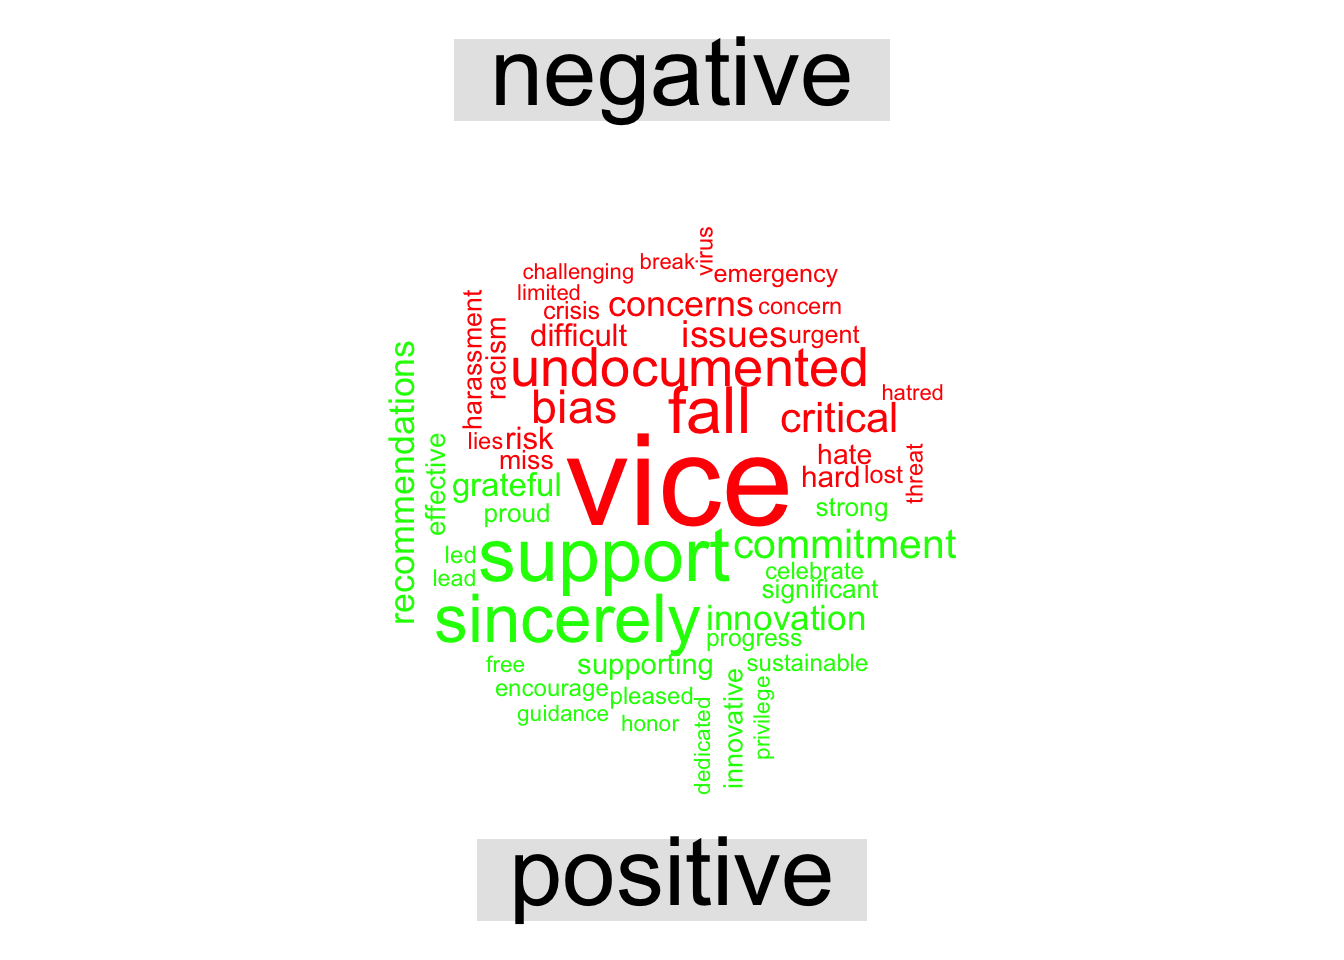 negative
virus
break
challenging
emergency
limited
crisis
concerns
concern
harassment
racism
difficult
issues
urgent
undocumented
bias
fall
critical
hatred
lies
risk
miss
vice
hate
hard
lost
threat
recommendations
effective
grateful
proud
strong
led
lead
support
commitment
celebrate
significant
sincerely
innovation
progress
free
supporting
sustainable
encourage
pleased
guidance
honor
dedicated
innovative
privilege
positive